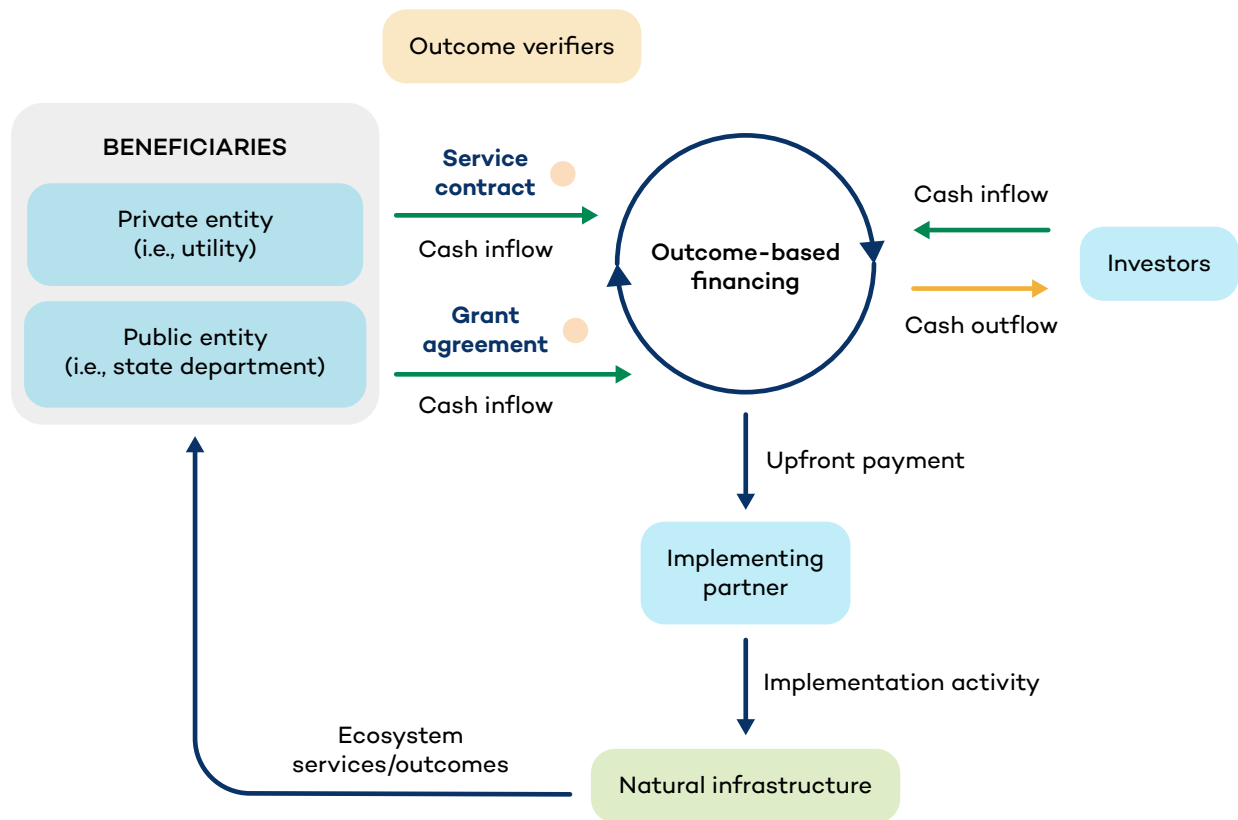 Outcome verifiers
BENEFICIARIES
Private entity
(i.e., utility)
Public entity
(i.e., state department)
Service
contract
Cash inflow
Grant
agreement
Cash inflow
Outcome-based
financing
Cash inflow
Investors
Cash outflow
Upfront payment
Implementing
partner
Implementation activity
Ecosystem
services/outcomes
Natural infrastructure